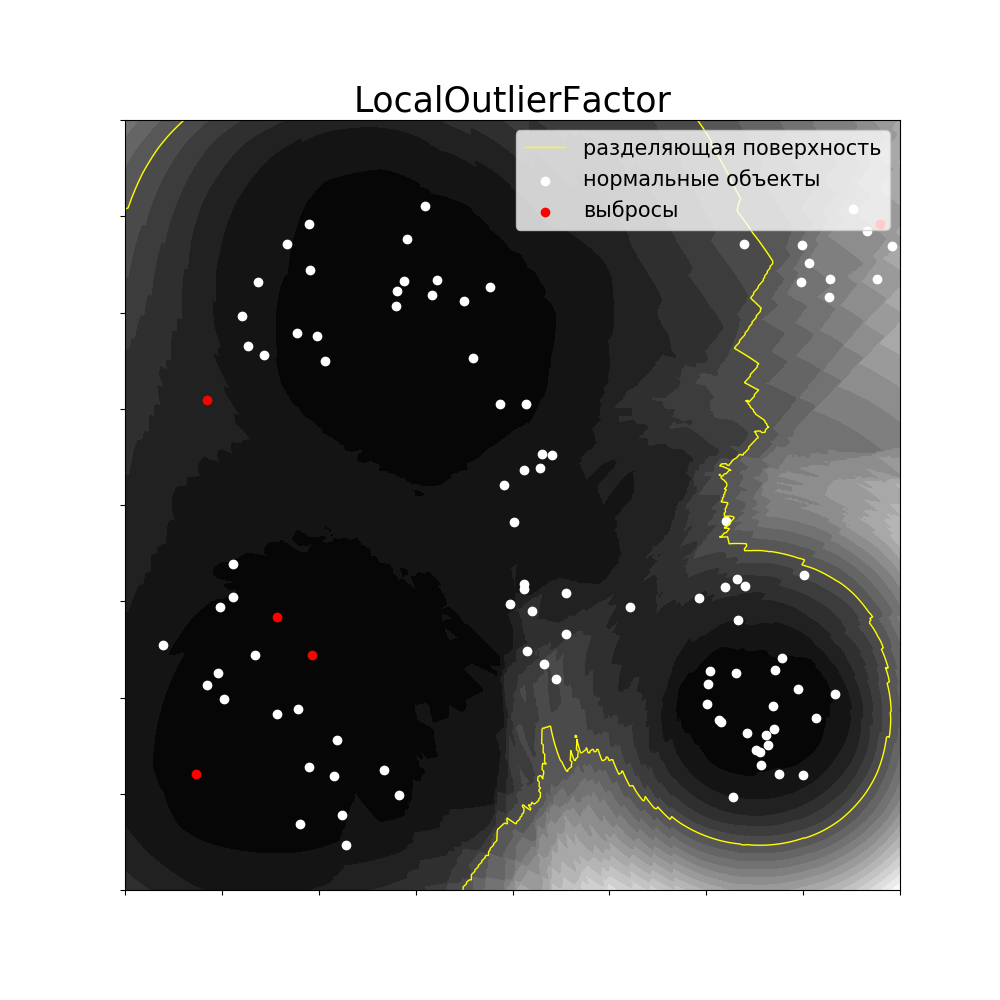 LocalOutlierFactor
разделяющая поверхность
нормальные объекты
выбросы